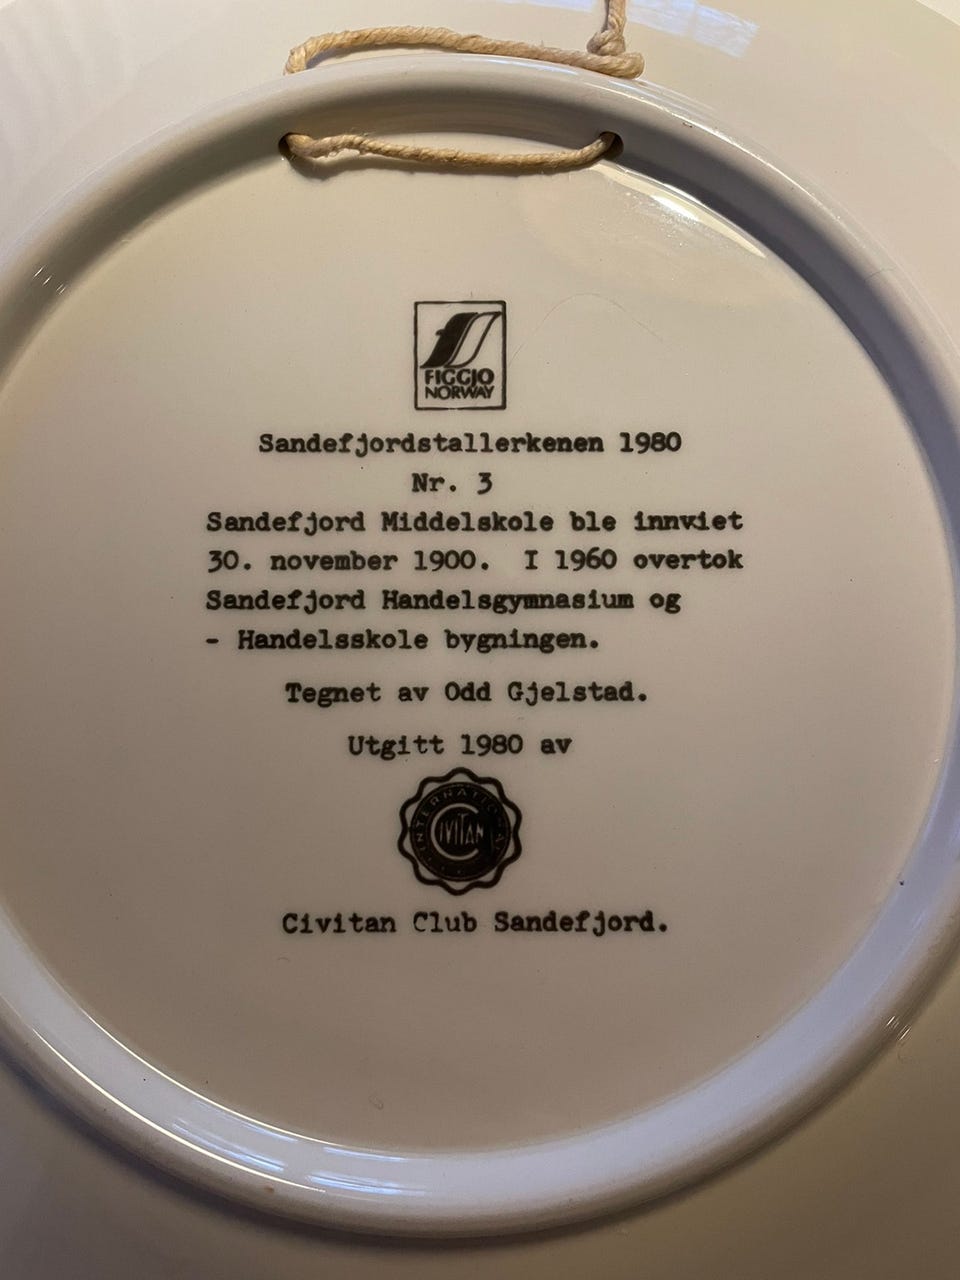 FIGGJO
NORWAY
Sandefjordstallerkenen 1980
Nr. 3
Sandefjord Middelskole ble innviet
30. november 1900. I 1960 overtok
Sandefjord Handelsgymnasium og
- Handelsskole bygningen.
Tegnet av Odd Gjelstad.
Utgitt 1980 av
INTERNATIONAL
CIVITAN
Civitan Club Sandefjord.